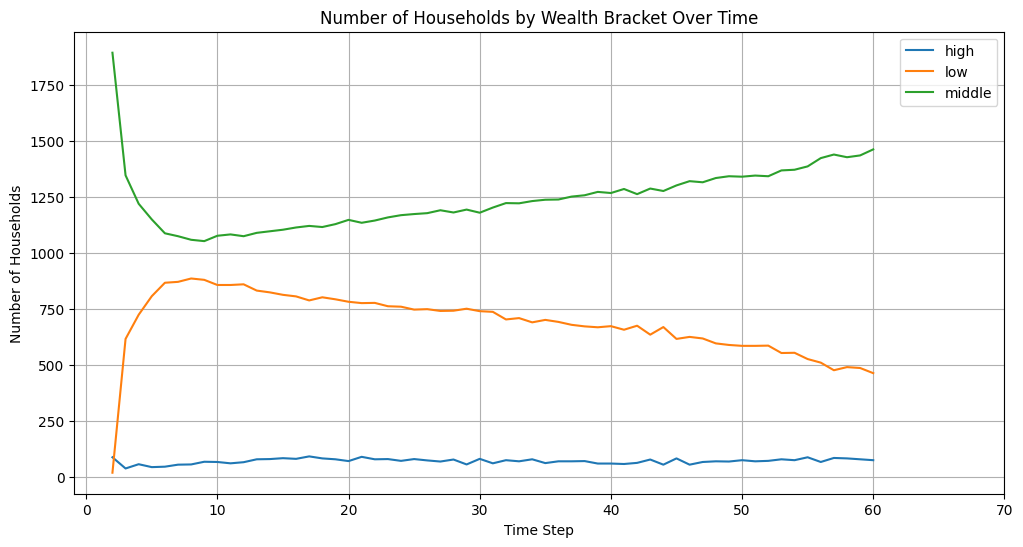 Number of Households by Wealth Bracket Over Time
high
low
middle
Number of Households
1750
1500
1250
1000
750
500
250
0
0 10 20 30 40 50 60 70
Time Step